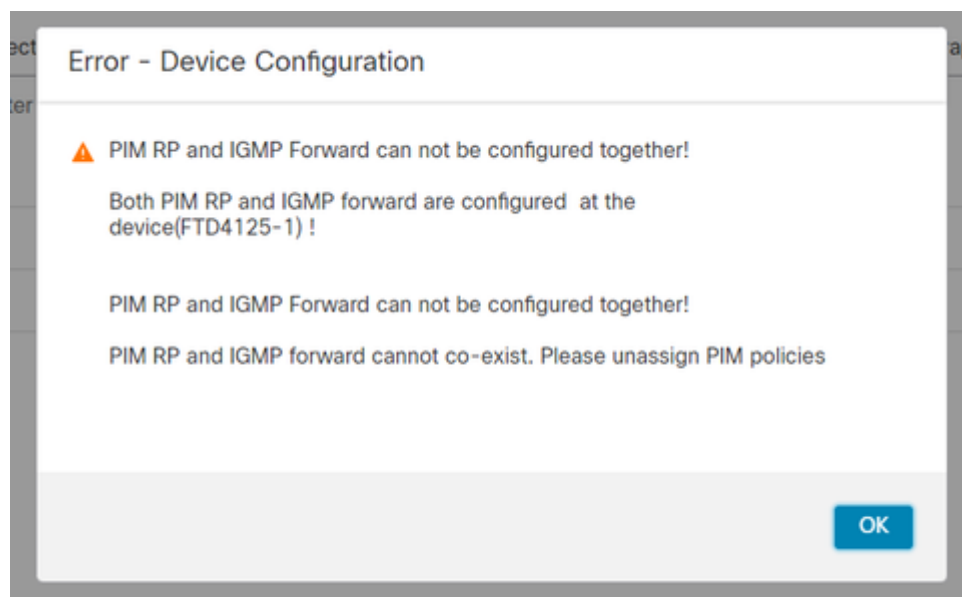 ect
ter
Error - Device Configuration
PIM RP and IGMP Forward can not be configured together!
Both PIM RP and IGMP forward are configured at the
device(FTD4125-1) !
PIM RP and IGMP Forward can not be configured together!
PIM RP and IGMP forward cannot co-exist. Please unassign PIM policies
OK